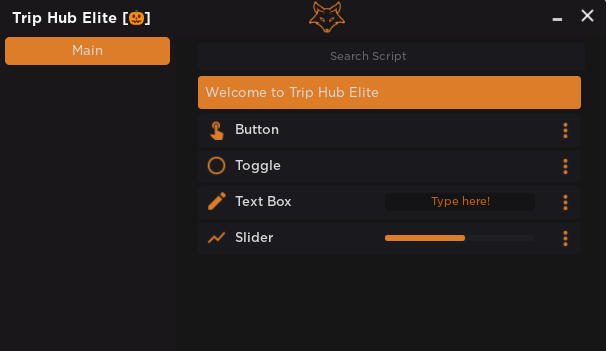 Trip Hub Elite [🎃]
Main
Search Script
Welcome to Trip Hub Elite
Button
Toggle
Text Box
Type here!
Slider